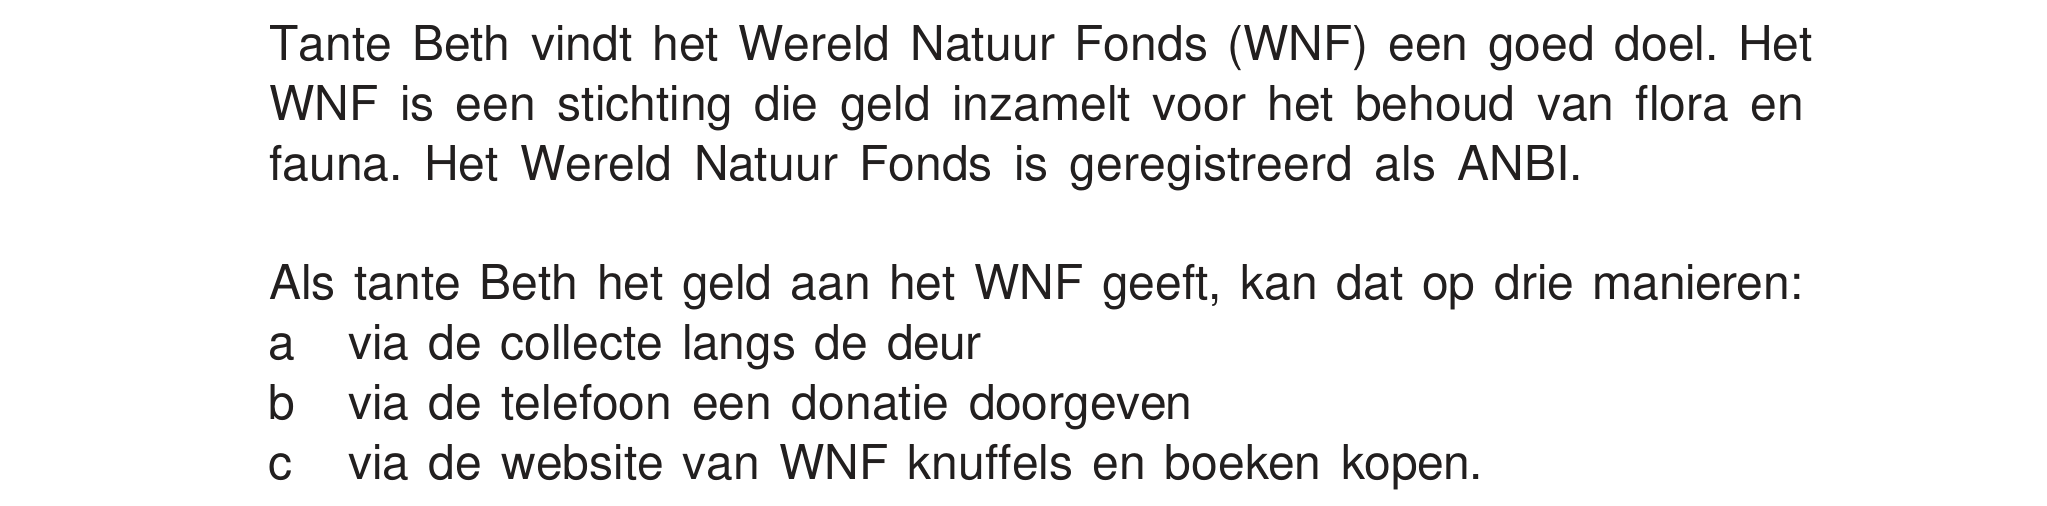 Tante Beth vindt het Wereld Natuur Fonds (WNF) een goed doel. Het
WNF is een stichting die geld inzamelt voor het behoud van flora en
fauna. Het Wereld Natuur Fonds is geregistreerd als ANBI.

Als tante Beth het geld aan het WNF geeft, kan dat op drie manieren:
a via de collecte langs de deur
b via de telefoon een donatie doorgeven
c via de website van WNF knuffels en boeken kopen.